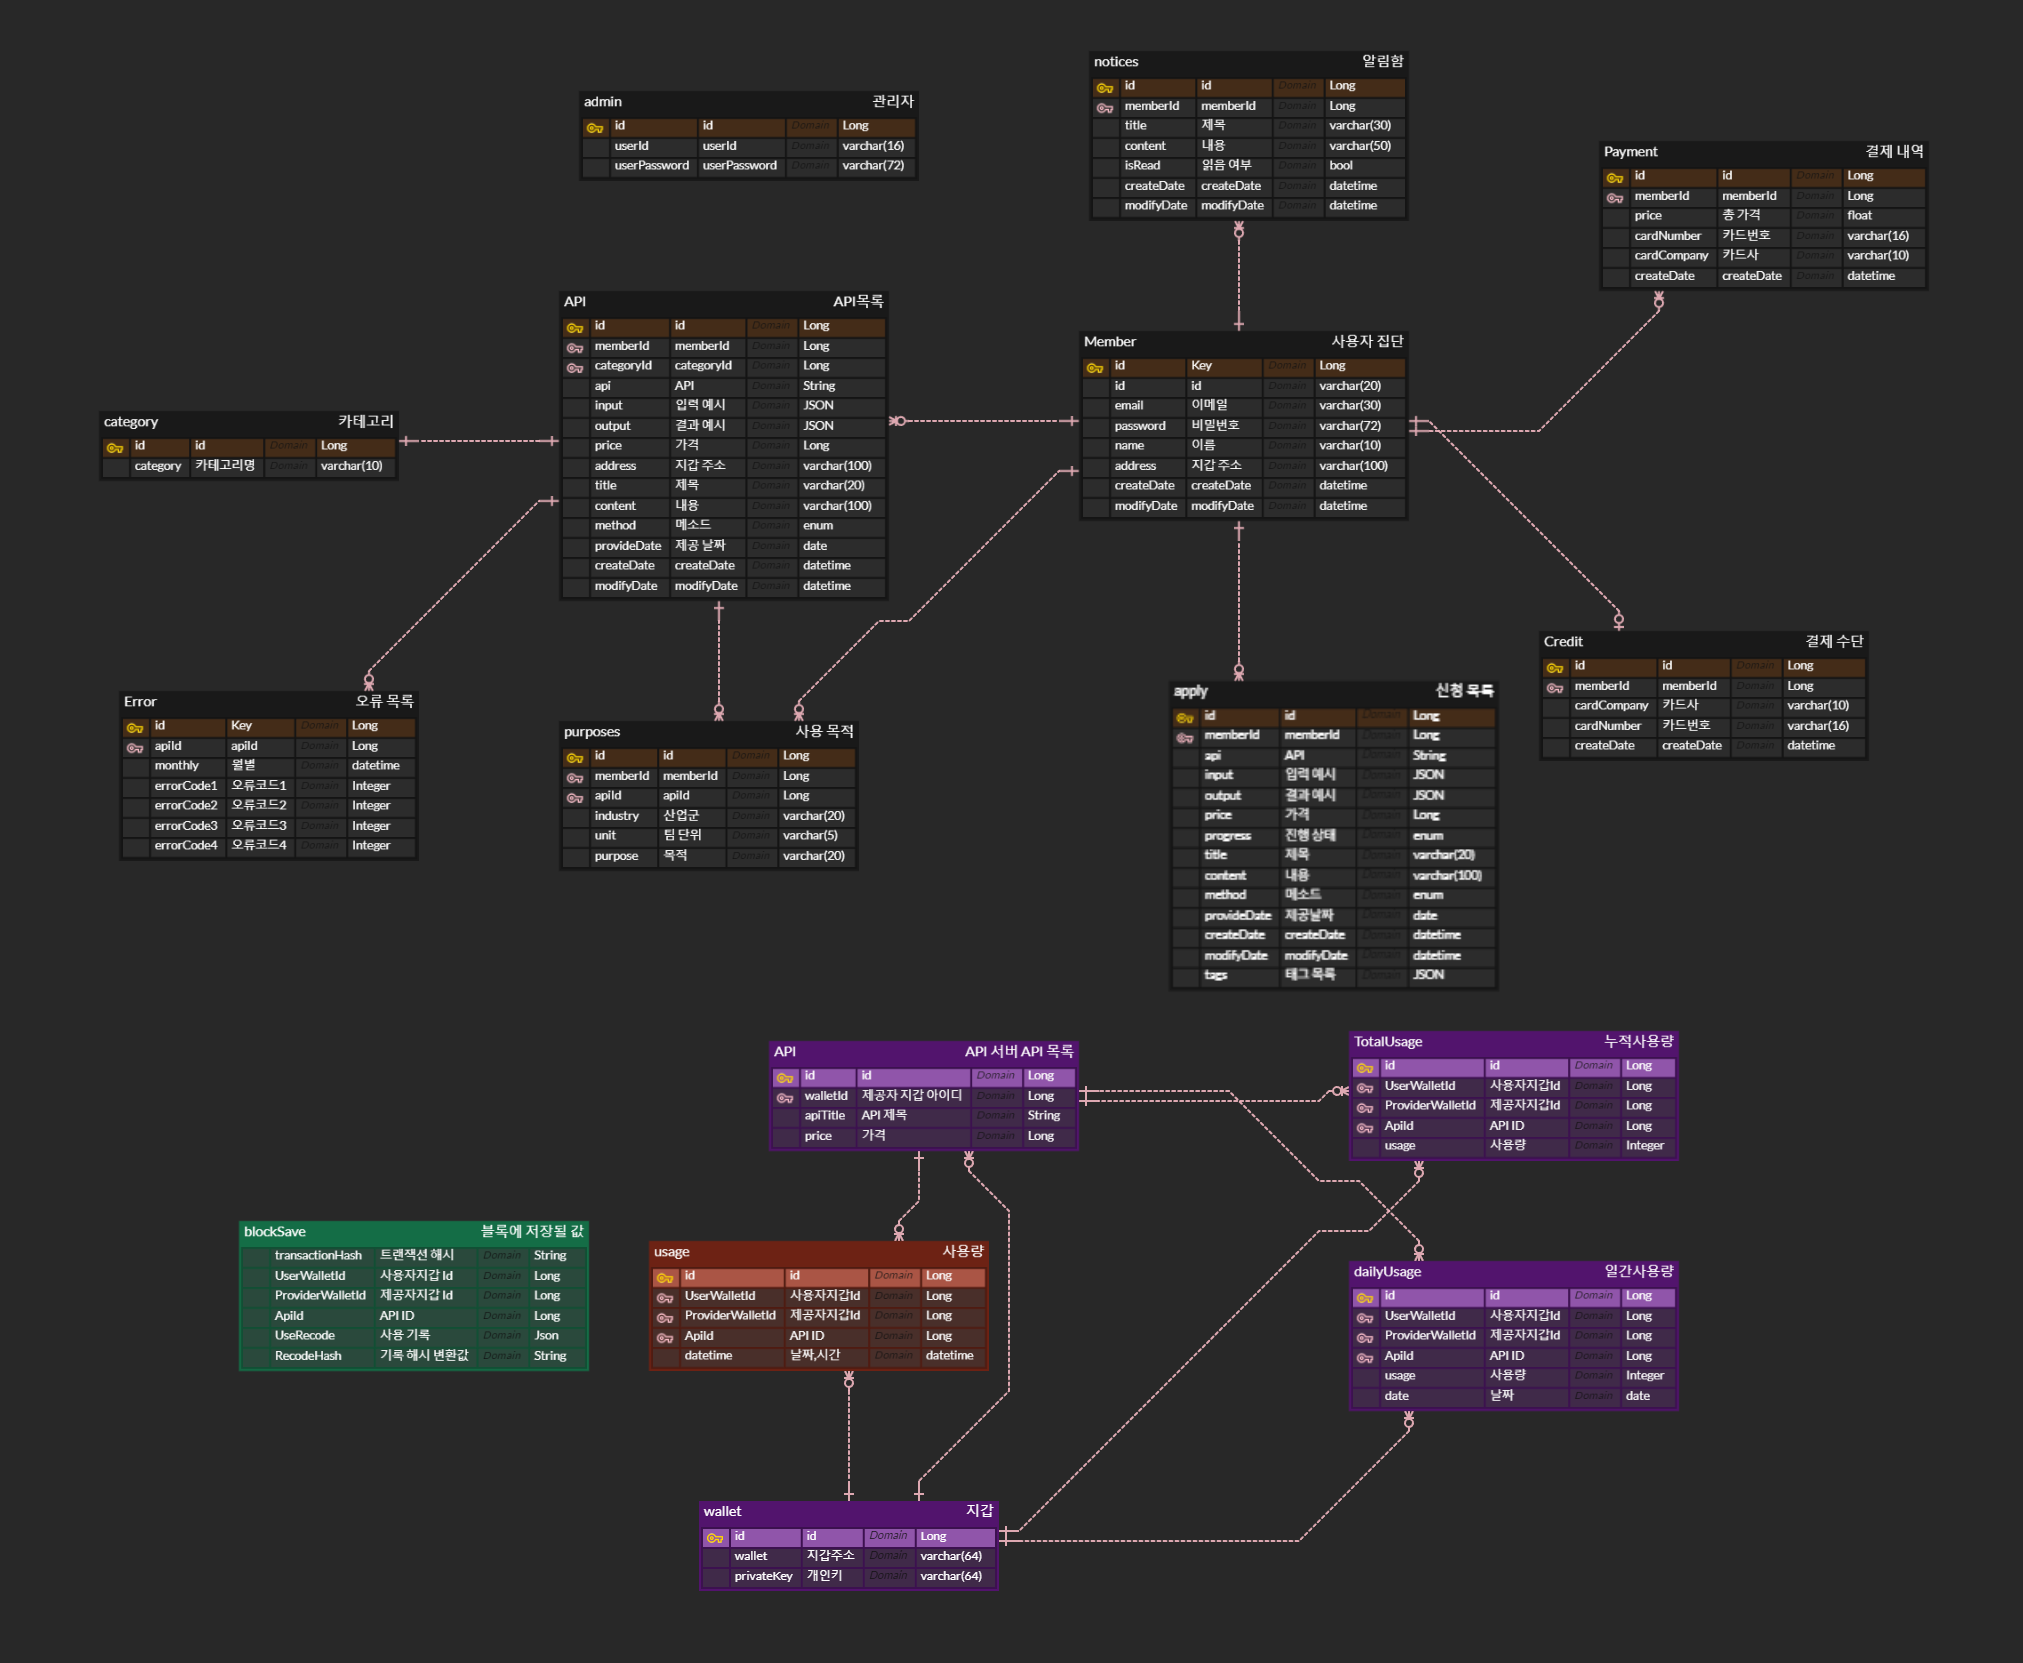 notices 알림함
id id Domain Long
memberId memberId Domain Long
title 제목 Domain varchar(30)
content 내용 Domain varchar(50)
isRead 읽음 여부 Domain bool
createDate createDate Domain datetime
modifyDate modifyDate Domain datetime
admin 관리자
id id Domain Long
userId userId Domain varchar(16)
userPassword userPassword Domain varchar(72)
Payment 결제 내역
id id Domain Long
memberId memberId Domain Long
price 총 가격 Domain float
cardNumber 카드번호 Domain varchar(16)
cardCompany 카드사 Domain varchar(10)
createDate createDate Domain datetime
API API목록
id id Domain Long
memberId memberId Domain Long
categoryId categoryId Domain Long
api API Domain String
input 입력 예시 Domain JSON
output 결과 예시 Domain JSON
price 가격 Domain Long
address 지갑 주소 Domain varchar(100)
title 제목 Domain varchar(20)
content 내용 Domain varchar(100)
method 메소드 Domain enum
provideDate 제공 날짜 Domain date
createDate createDate Domain datetime
modifyDate modifyDate Domain datetime
Member 사용자 집단
id Key Domain Long
id id Domain varchar(20)
email 이메일 Domain varchar(30)
password 비밀번호 Domain varchar(72)
name 이름 Domain varchar(10)
address 지갑 주소 Domain varchar(100)
createDate createDate Domain datetime
modifyDate modifyDate Domain datetime
category 카테고리
id id Domain Long
category 카테고리명 Domain varchar(10)
Credit 결제 수단
id id Domain Long
memberId memberId Domain Long
cardCompany 카드사 Domain varchar(10)
cardNumber 카드번호 Domain varchar(16)
createDate createDate Domain datetime
Error 오류 목록
id Key Domain Long
apiId apiId Domain Long
monthly 월별 Domain datetime
errorCode1 오류코드1 Domain Integer
errorCode2 오류코드2 Domain Integer
errorCode3 오류코드3 Domain Integer
errorCode4 오류코드4 Domain Integer
purposes 사용 목적
id id Domain Long
memberId memberId Domain Long
apiId apiId Domain Long
industry 산업군 Domain varchar(20)
unit 팀 단위 Domain varchar(5)
purpose 목적 Domain varchar(20)
apply 신청 목록
id id Domain Long
memberId memberId Domain Long
api API Domain String
input 입력 예시 Domain JSON
output 결과 예시 Domain JSON
price 가격 Domain Long
progress 진행 상태 Domain enum
title 제목 Domain varchar(20)
content 내용 Domain varchar(100)
method 메소드 Domain enum
provideDate 제공날짜 Domain date
createDate createDate Domain datetime
modifyDate modifyDate Domain datetime
tags 태그 목록 Domain JSON
API API 서버 API 목록
id id Domain Long
walletId 제공자 지갑 아이디 Domain Long
apiTitle API 제목 Domain String
price 가격 Domain Long
TotalUsage 누적사용량
id id Domain Long
UserWalletId 사용자지갑Id Domain Long
ProviderWalletId 제공자지갑Id Domain Long
ApiId API ID Domain Long
usage 사용량 Domain Integer
blockSave 블록에 저장될 값
transactionHash 트랜잭션 해시 Domain String
UserWalletId 사용자지갑 Id Domain Long
ProviderWalletId 제공자지갑 Id Domain Long
ApiId API ID Domain Long
UseRecode 사용 기록 Domain Json
RecodeHash 기록 해시 변환값 Domain String
usage 사용량
id id Domain Long
UserWalletId 사용자지갑Id Domain Long
ProviderWalletId 제공자지갑Id Domain Long
ApiId API ID Domain Long
datetime 날짜,시간 Domain datetime
dailyUsage 일간사용량
id id Domain Long
UserWalletId 사용자지갑Id Domain Long
ProviderWalletId 제공자지갑Id Domain Long
ApiId API ID Domain Long
usage 사용량 Domain Integer
date 날짜 Domain date
wallet 지갑
id id Domain Long
wallet 지갑주소 Domain varchar(64)
privateKey 개인키 Domain varchar(64)